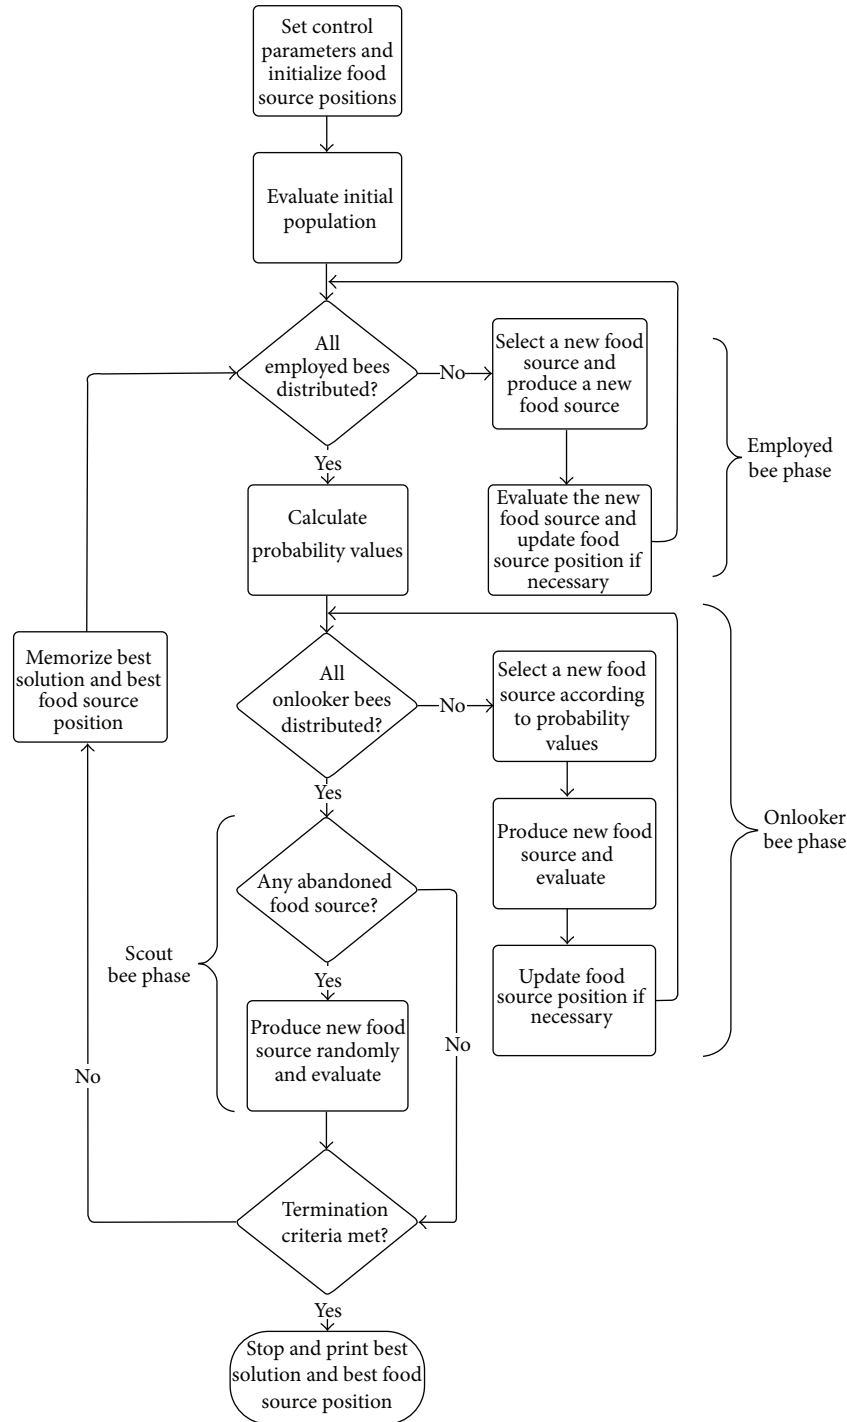 Set control
parameters and
initialize food
source positions
Evaluate initial
population
All
employed bees
distributed?
No
Select a new food
source and
produce a new
food source
Employed
bee phase
Yes
Calculate
probability values
Evaluate the new
food source and
update food
source position if
necessary
Memorize best
solution and best
food source
position
All
onlooker bees
distributed?
No
Select a new food
source according
to probability
values
Yes
Produce new food
source and
evaluate
Onlooker
bee phase
Any abandoned
food source?
Scout
bee phase
Yes
Update food
source position if
necessary
Produce new food
source randomly
and evaluate
No
No
Termination
criteria met?
Yes
Stop and print best
solution and best food
source position